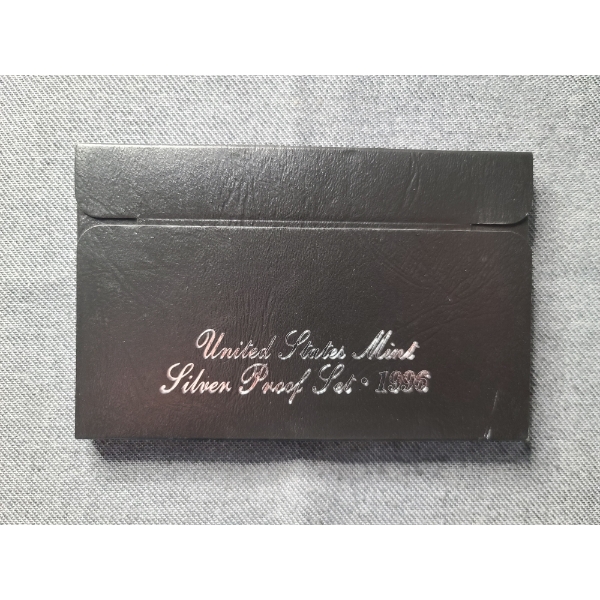 United States Mint
Silver Proof Set · 1996